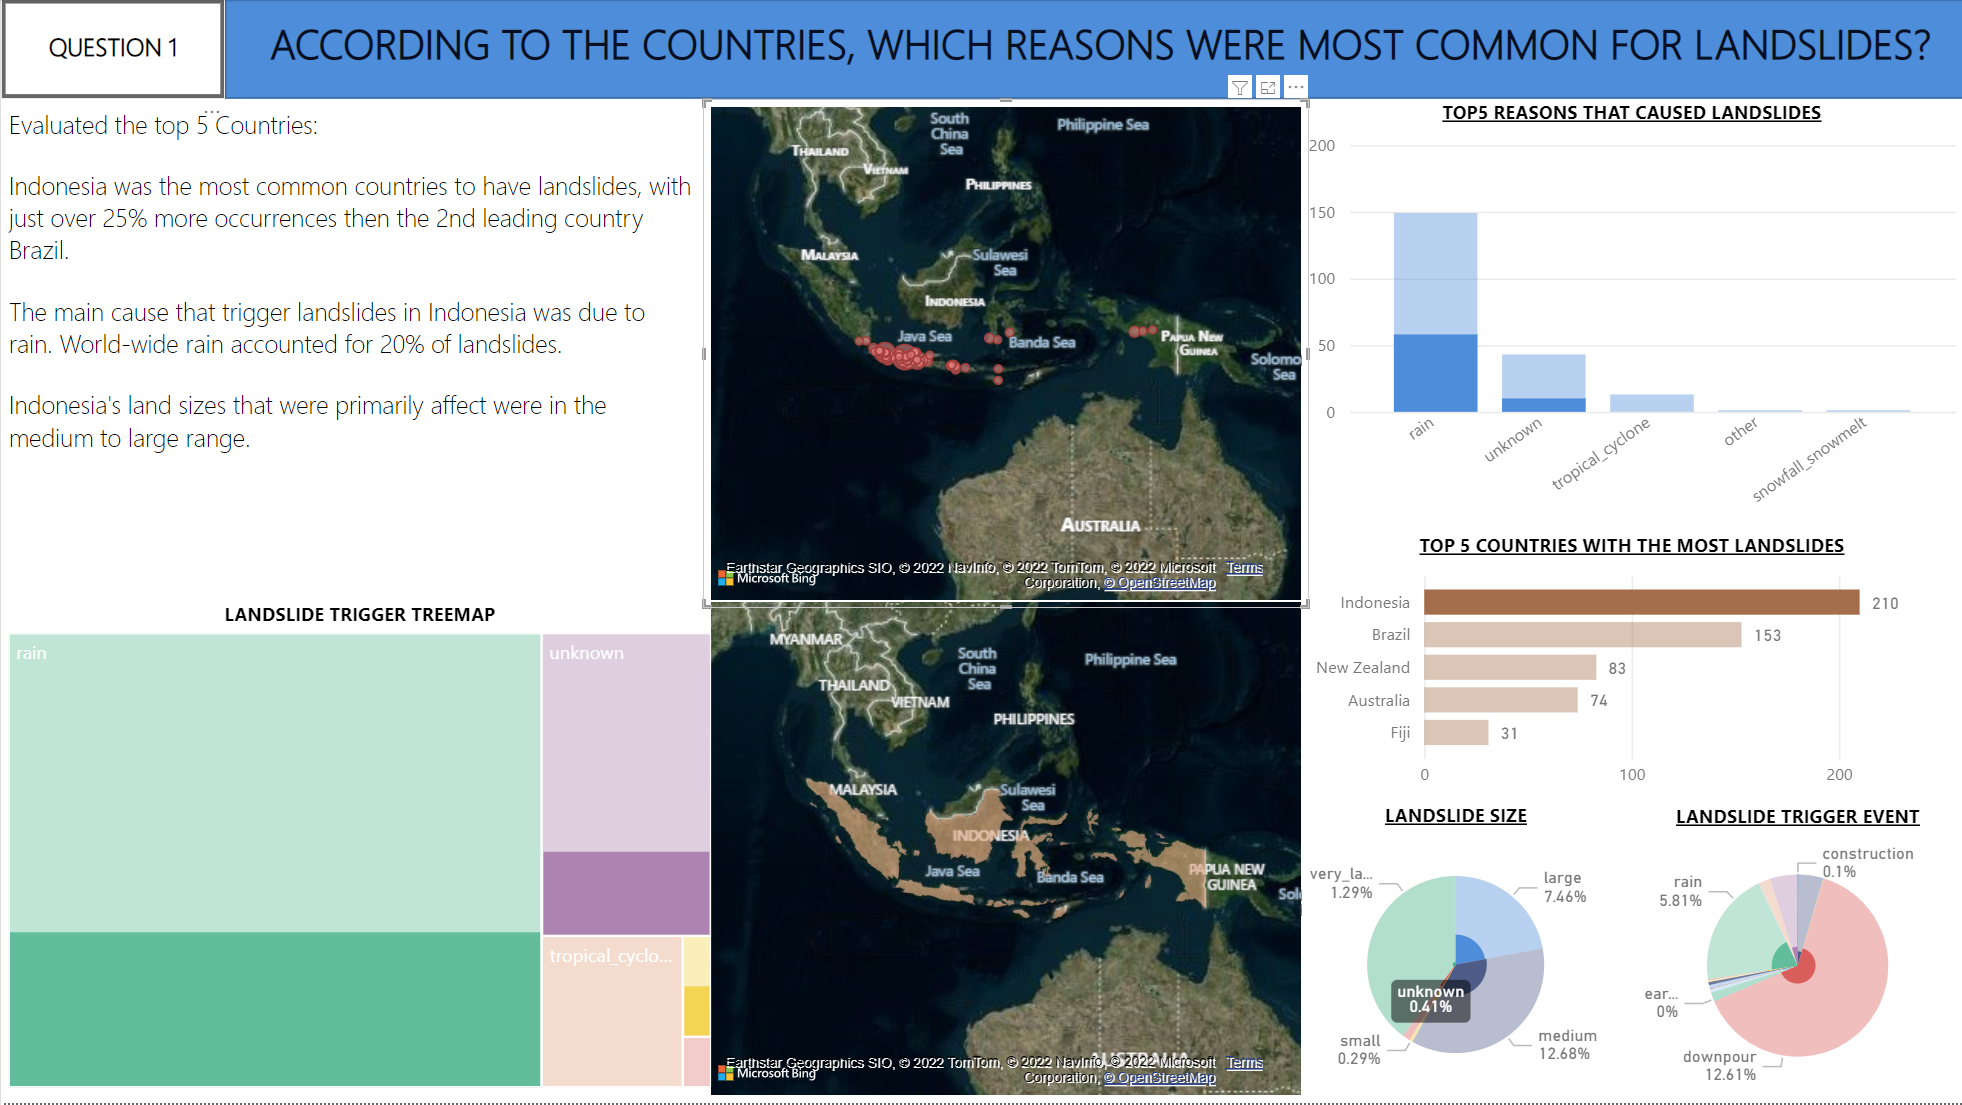 QUESTION 1
ACCORDING TO THE COUNTRIES, WHICH REASONS WERE MOST COMMON FOR LANDSLIDES?
Evaluated the top 5 Countries:
Indonesia was the most common countries to have landslides, with
just over 25% more occurrences then the 2nd leading country
Brazil.
The main cause that trigger landslides in Indonesia was due to
rain. World-wide rain accounted for 20% of landslides.
Indonesia's land sizes that were primarily affect were in the
medium to large range.
LANDSLIDE TRIGGER TREEMAP
rain
unknown
tropical_cyclo...
South
China
Sea
Philippine Sea
THAILAND
VIETNAM
PHILIPPINES
MALAYSIA
Sulawesi
Sea
INDONESIA
Java Sea
Banda Sea
PAPUA NEW
GUINEA
Solomo
Sea
AUSTRALIA
Earthstar Geographics SIO, © 2022 NavInfo, © 2022 TomTom, © 2022 Microsoft Terms
Microsoft Bing
Corporation, © OpenStreetMap
MYANMAR
South
China
Sea
Philippine Sea
THAILAND
VIETNAM
PHILIPPINES
MALAYSIA
Sulawesi
Sea
INDONESIA
Java Sea
Banda Sea
PAPUA NEW
GUINEA
Sol
AUSTRALIA
Earthstar Geographics SIO, © 2022 TomTom, © 2022 NavInfo, © 2022 Microsoft Terms
Microsoft Bing
Corporation, © OpenStreetMap
TOP5 REASONS THAT CAUSED LANDSLIDES
200
150
100
50
0
rain
unknown
tropical_cyclone
other
snowfall_snowmelt
TOP 5 COUNTRIES WITH THE MOST LANDSLIDES
Indonesia 210
Brazil 153
New Zealand 83
Australia 74
Fiji 31
0 100 200
LANDSLIDE SIZE
very_la...
1.29%
large
7.46%
unknown
0.41%
small
0.29%
medium
12.68%
LANDSLIDE TRIGGER EVENT
construction
0.1%
rain
5.81%
ear...
0%
downpour
12.61%